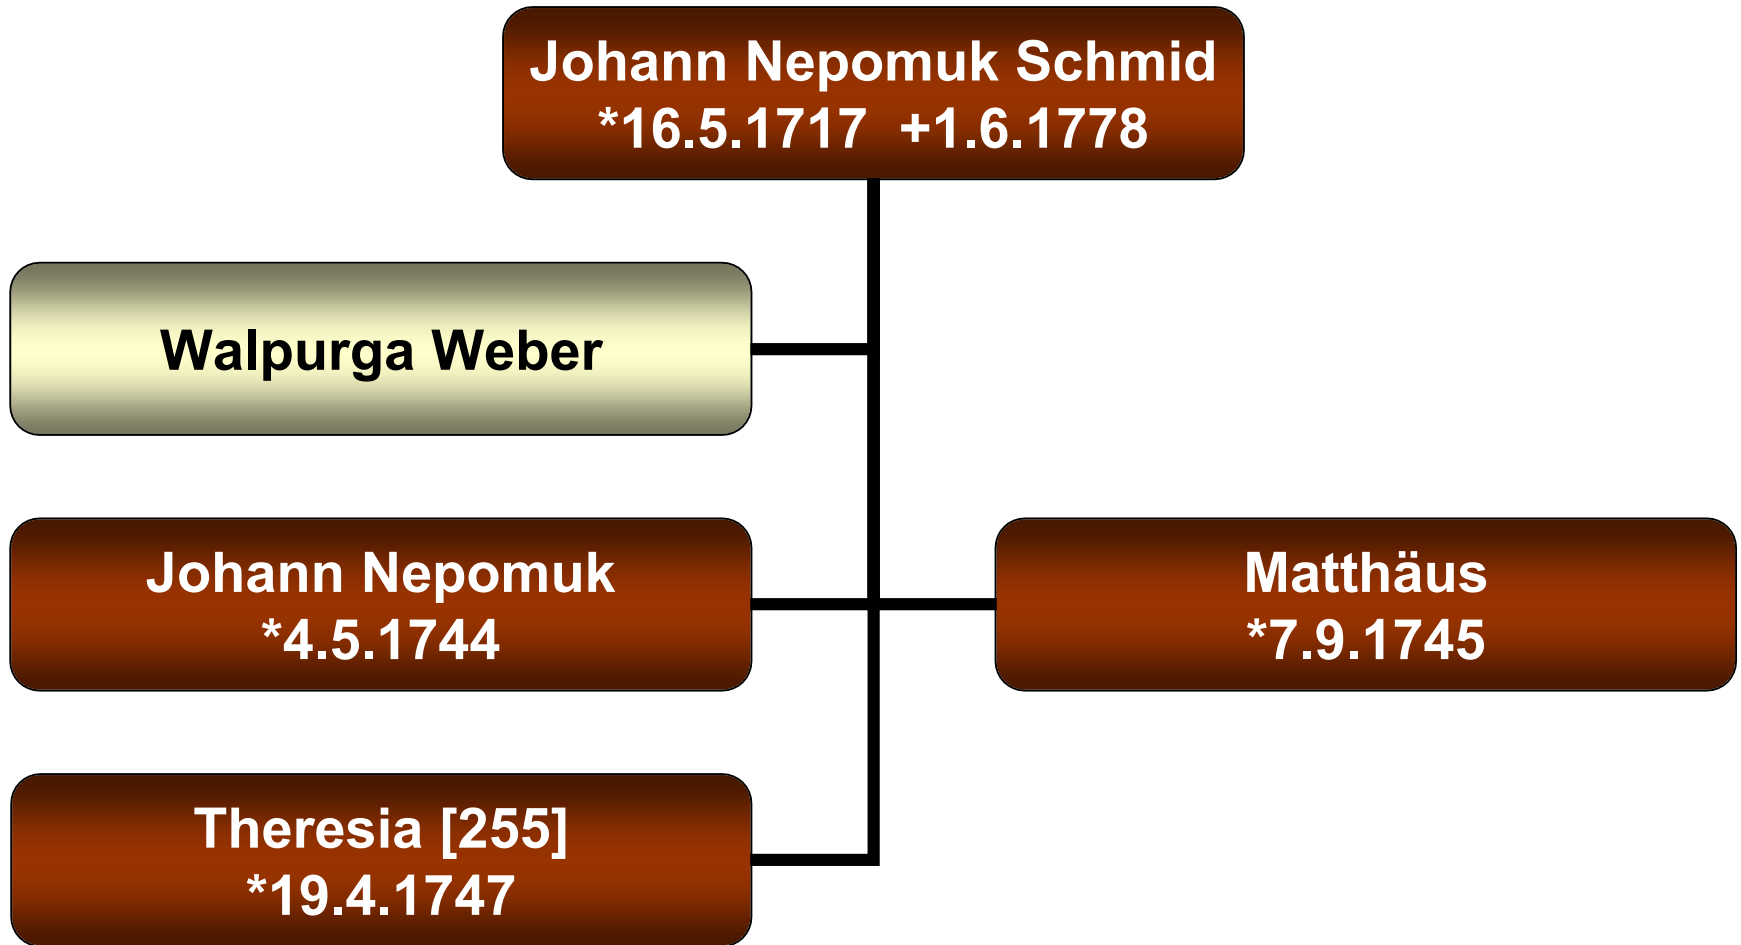 Johann Nepomuk Schmid
*16.5.1717 +1.6.1778
Walpurga Weber
Johann Nepomuk
*4.5.1744
Matthäus
*7.9.1745
Theresia [255]
*19.4.1747